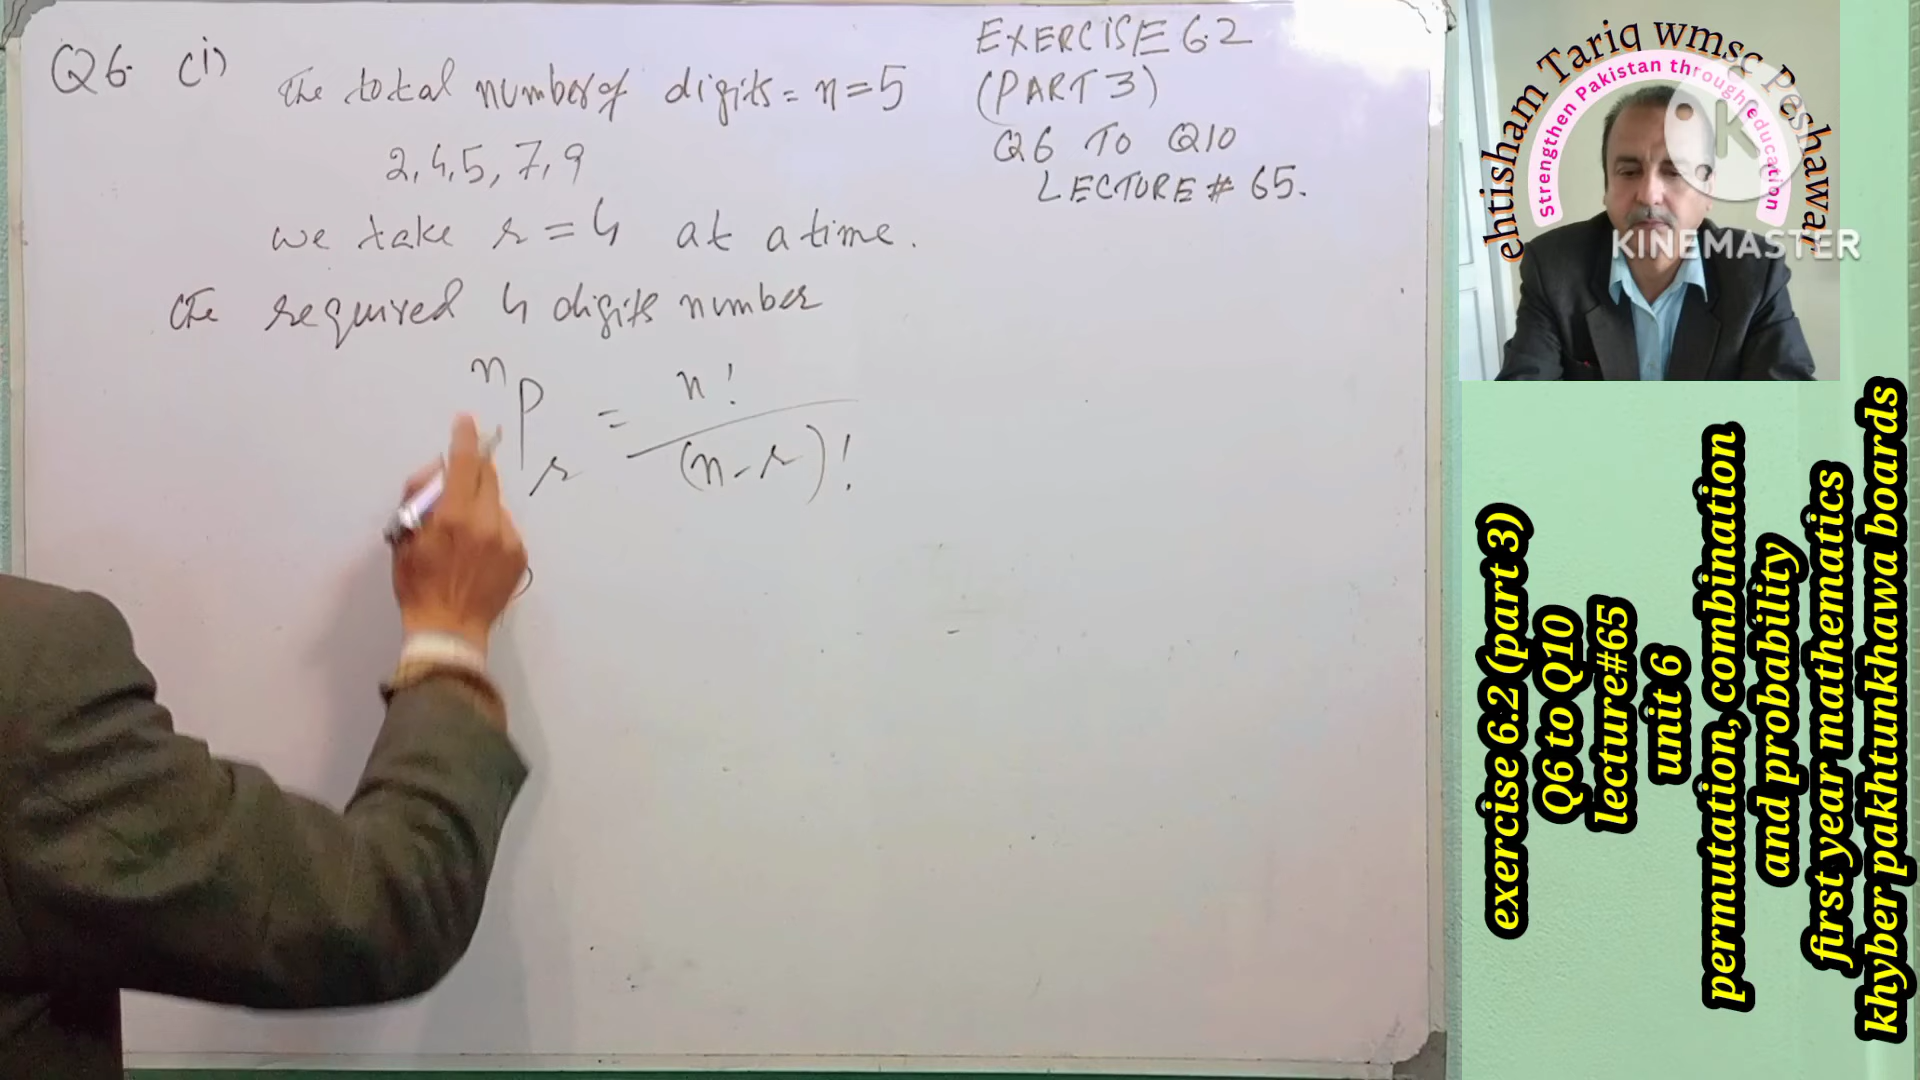 Q6. (i)
The total number of digits = n = 5
2, 4, 5, 7, 9
we take r = 4 at a time.
The required 4 digits number
nPr = n! / (n-r)!
EXERCISE 6.2
(PART 3)
Q6 TO Q10
LECTURE # 65.
ehtisham Tariq wmsc Peshawar
Strengthen Pakistan through education
K
KINEMASTER
exercise 6.2 (part 3)
Q6 to Q10
lecture#65
unit 6
permutation, combination
and probability
first year mathematics
khyber pakhtunkhawa boards